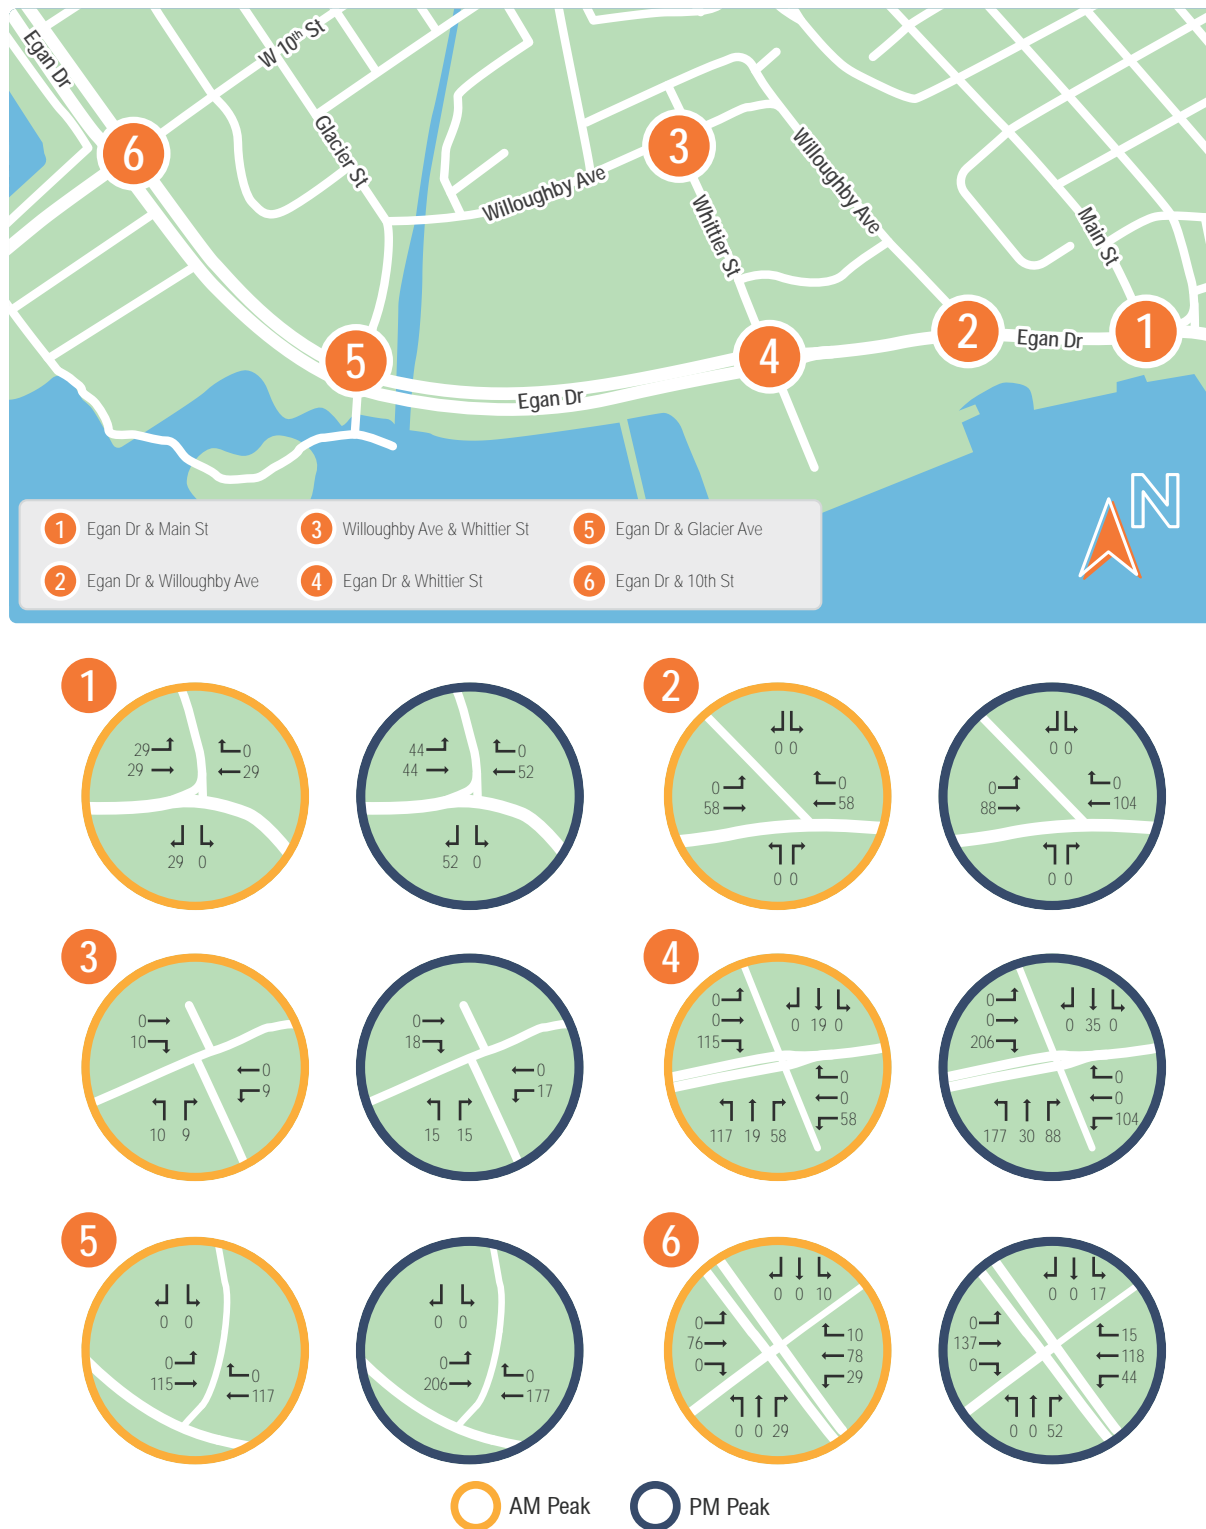 Egan Dr
W 10th St
Glacier St
6
3
Willoughby Ave
Willoughby Ave
Whittier St
Main St
5
4
2
Egan Dr
1
Egan Dr
N
1 Egan Dr & Main St
3 Willoughby Ave & Whittier St
5 Egan Dr & Glacier Ave
2 Egan Dr & Willoughby Ave
4 Egan Dr & Whittier St
6 Egan Dr & 10th St
1
29 0
29 29
29 0
44 0
44 52
52 0
2
0 0
0 0
58 58
0 0
0 0
0 0
88 104
0 0
3
0
10
0
9
10 9
0
18
0
17
15 15
4
0
0
115
0 19 0
0
0
58
117 19 58
0
0
206
0 35 0
0
0
104
177 30 88
5
0 0
0 0
115 117
0 0
0 0
206 177
6
0 0 10
0 10
76 78
0 29
0 0 29
0 0 17
0 15
137 118
0 44
0 0 52
AM Peak
PM Peak